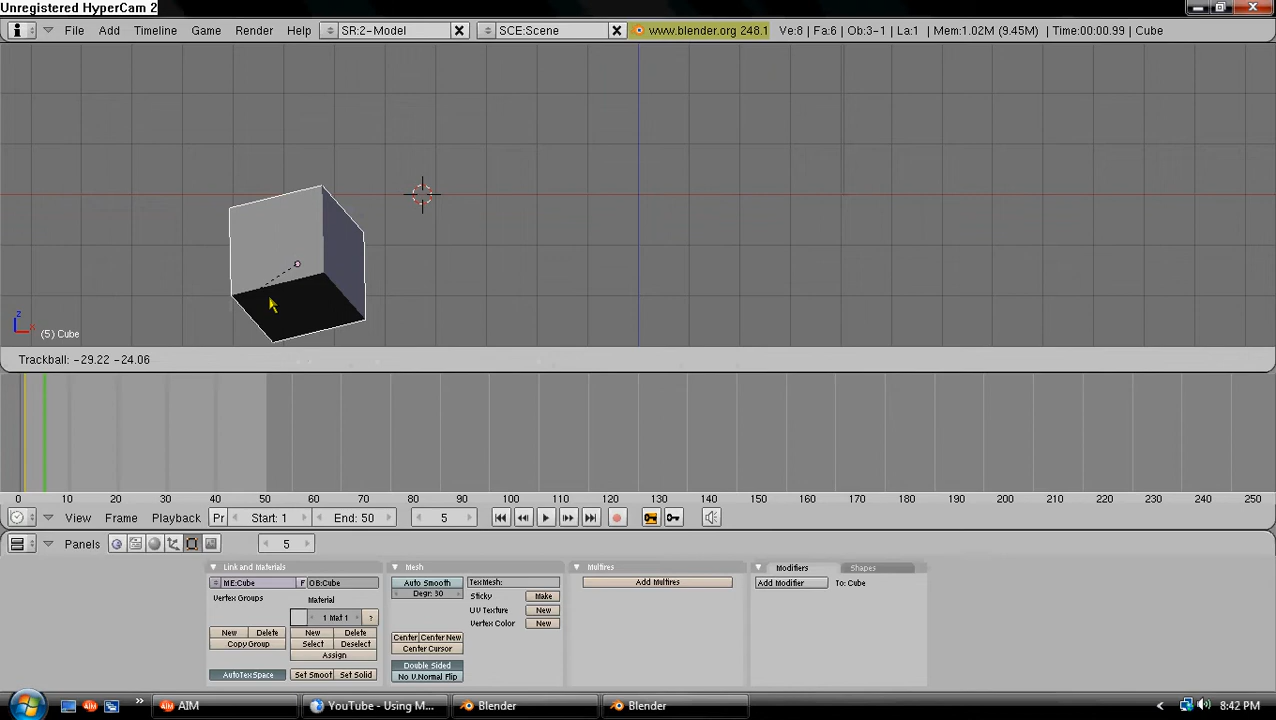 Unregistered HyperCam 2
File Add Timeline Game Render Help SR:2-Model SCE:Scene www.blender.org 248.1 Ve:8 | Fa:6 | Ob:3-1 | La:1 | Mem:1.02M (9.45M) | Time:00:00.99 | Cube
z
x
(5) Cube
Trackball: -29.22 -24.06
0 10 20 30 40 50 60 70 80 90 100 110 120 130 140 150 160 170 180 190 200 210 220 230 240 250
View Frame Playback Pr Start: 1 End: 50 5
Panels 5
Link and Materials Mesh Multires Modifiers Shapes
ME:Cube F OB:Cube Auto Smooth TexMesh: Add Multires Add Modifier To: Cube
Degr: 30
Vertex Groups Material Sticky Make
UV Texture New
1 Mat 1 ? Vertex Color New
New Delete New Delete Center Center New
Copy Group Select Deselect Center Cursor
Assign
Double Sided
AutoTexSpace Set Smoot Set Solid No V.Normal Flip
AIM YouTube - Using M... Blender Blender 8:42 PM